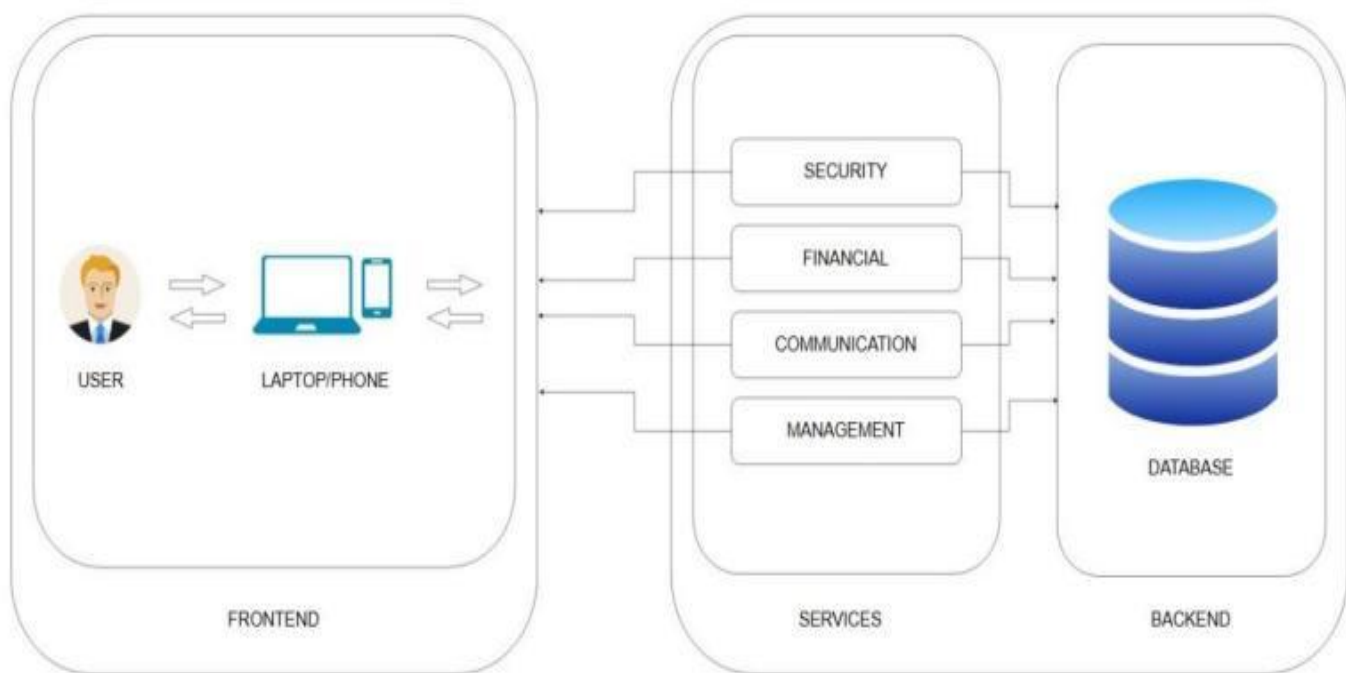 SECURITY
FINANCIAL
COMMUNICATION
MANAGEMENT
USER
LAPTOP/PHONE
DATABASE
FRONTEND
SERVICES
BACKEND